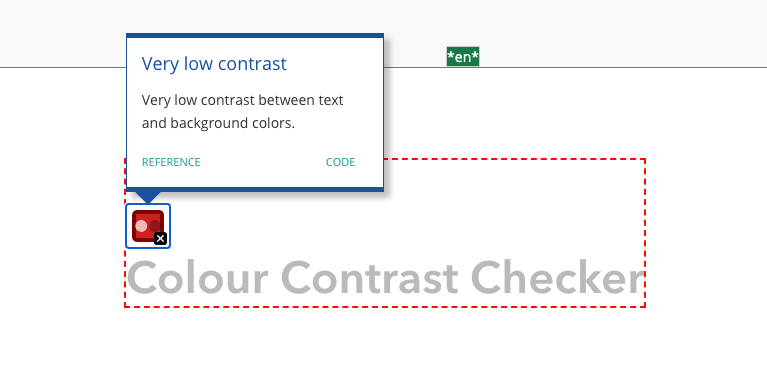 *en*
Very low contrast
Very low contrast between text
and background colors.
REFERENCE CODE
Colour Contrast Checker